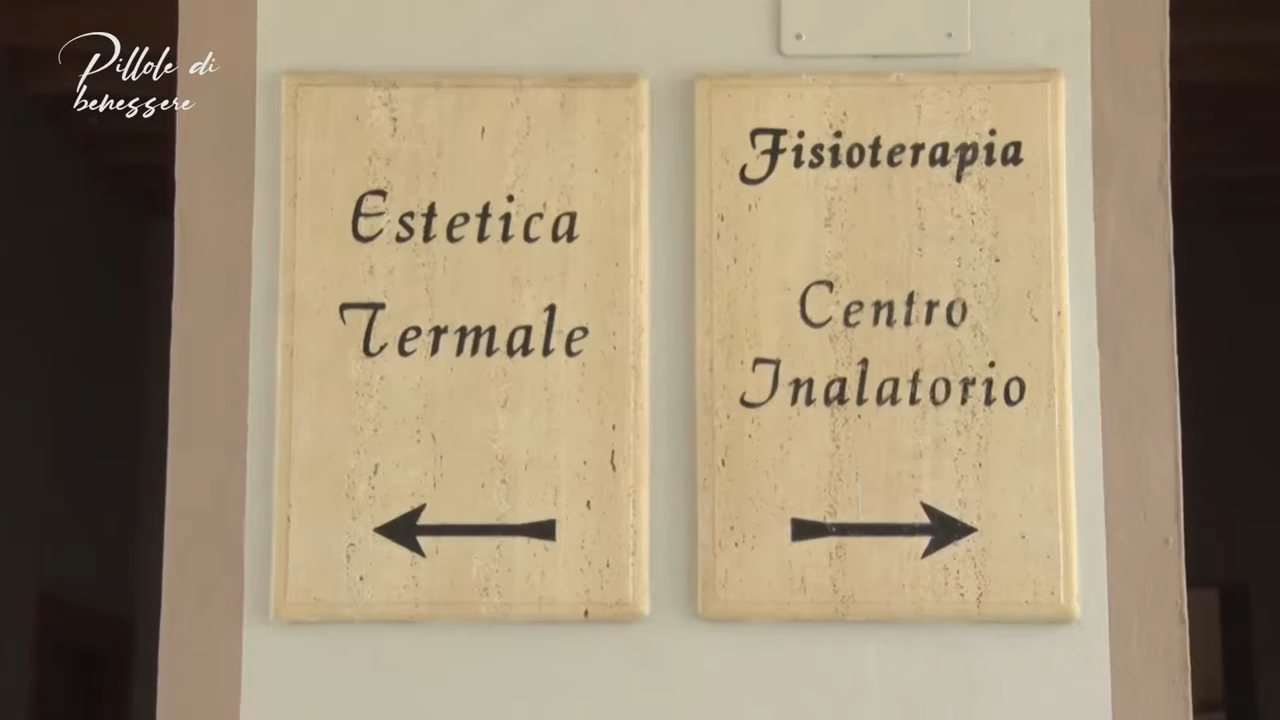 Pillole di
benessere
Estetica
Termale
Fisioterapia
Centro
Inalatorio